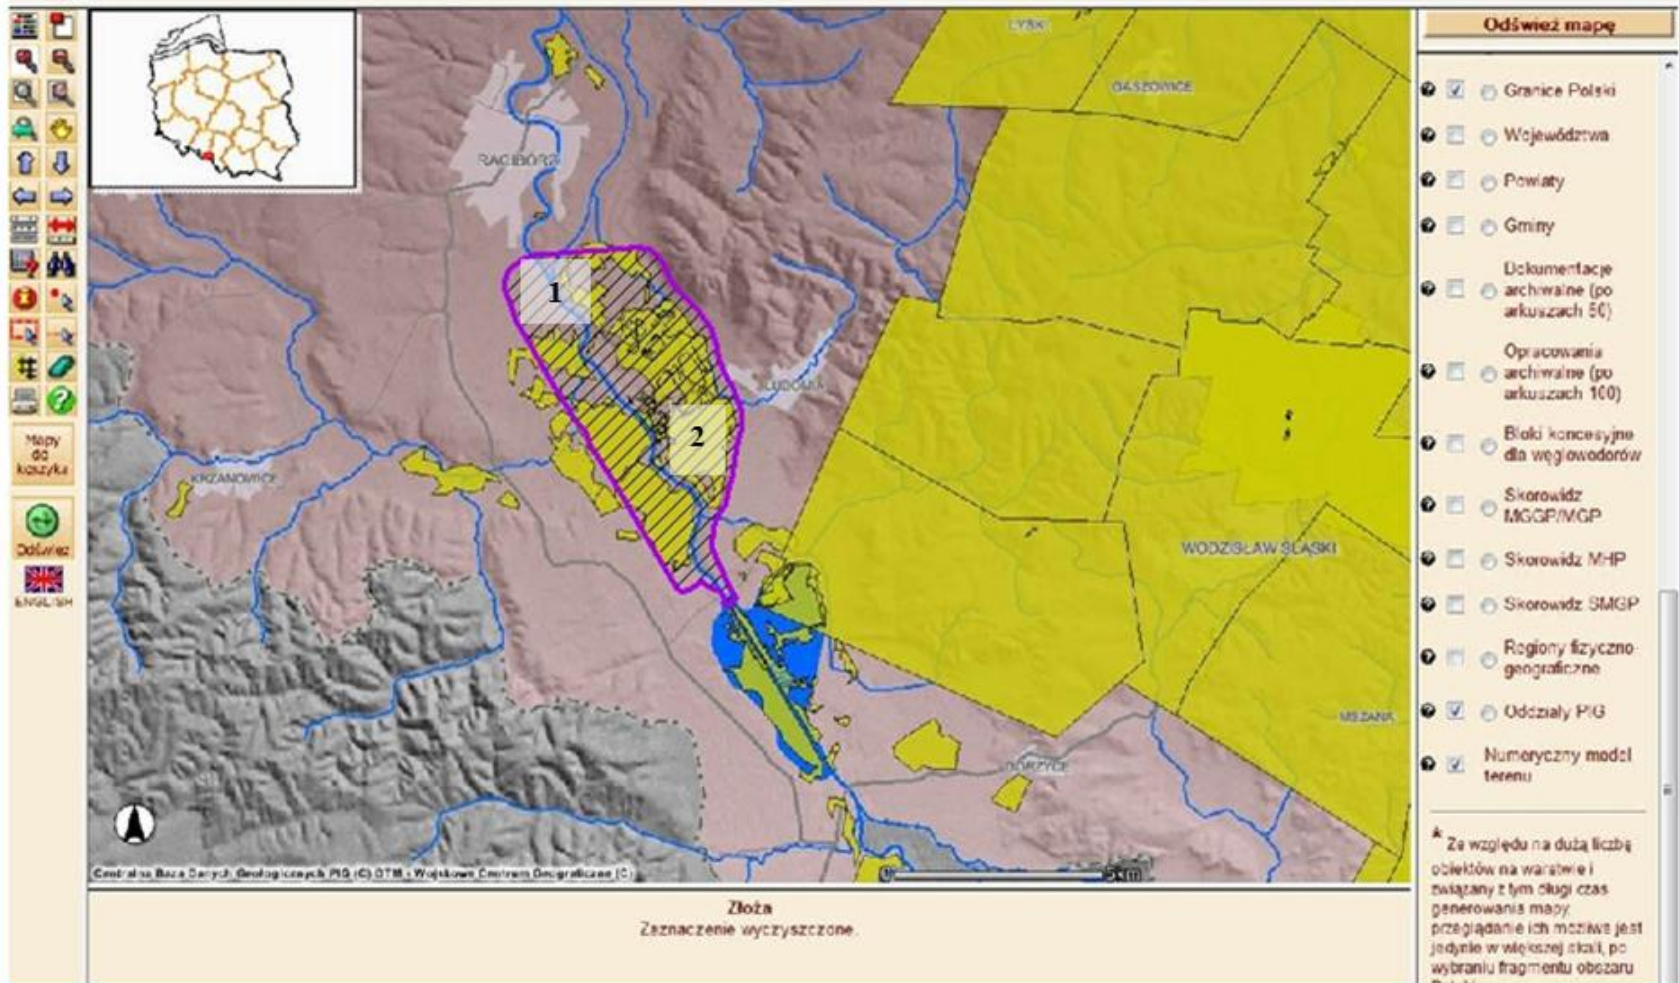 Odśwież mapę
ŁYSKI
GASZOWICE
RACIBÓRZ
1
2
KRZANOWICE
WODZISŁAW ŚLĄSKI
MSZANA
GORZYCE
Centralna Baza Danych Geologicznych PIG (C) DTM - Wojskowe Centrum Geograficzne (C)
0
5km
Mapy
do
koszyka
Odśwież
ENGLISH
Złoża
Zaznaczenie wyczyszczone.
Granice Polski
Województwa
Powiaty
Gminy
Dokumentacje
archiwalne (po
arkuszach 50)
Opracowania
archiwalne (po
arkuszach 100)
Bloki koncesyjne
dla węglowodorów
Skorowidz
MGGP/MGP
Skorowidz MHP
Skorowidz SMGP
Regiony fizyczno-
geograficzne
Oddziały PIG
Numeryczny model
terenu
* Ze względu na dużą liczbę
obiektów na warstwie i
związany z tym długi czas
generowania mapy,
przeglądanie ich możliwe jest
jedynie w większej skali, po
wybraniu fragmentu obszaru